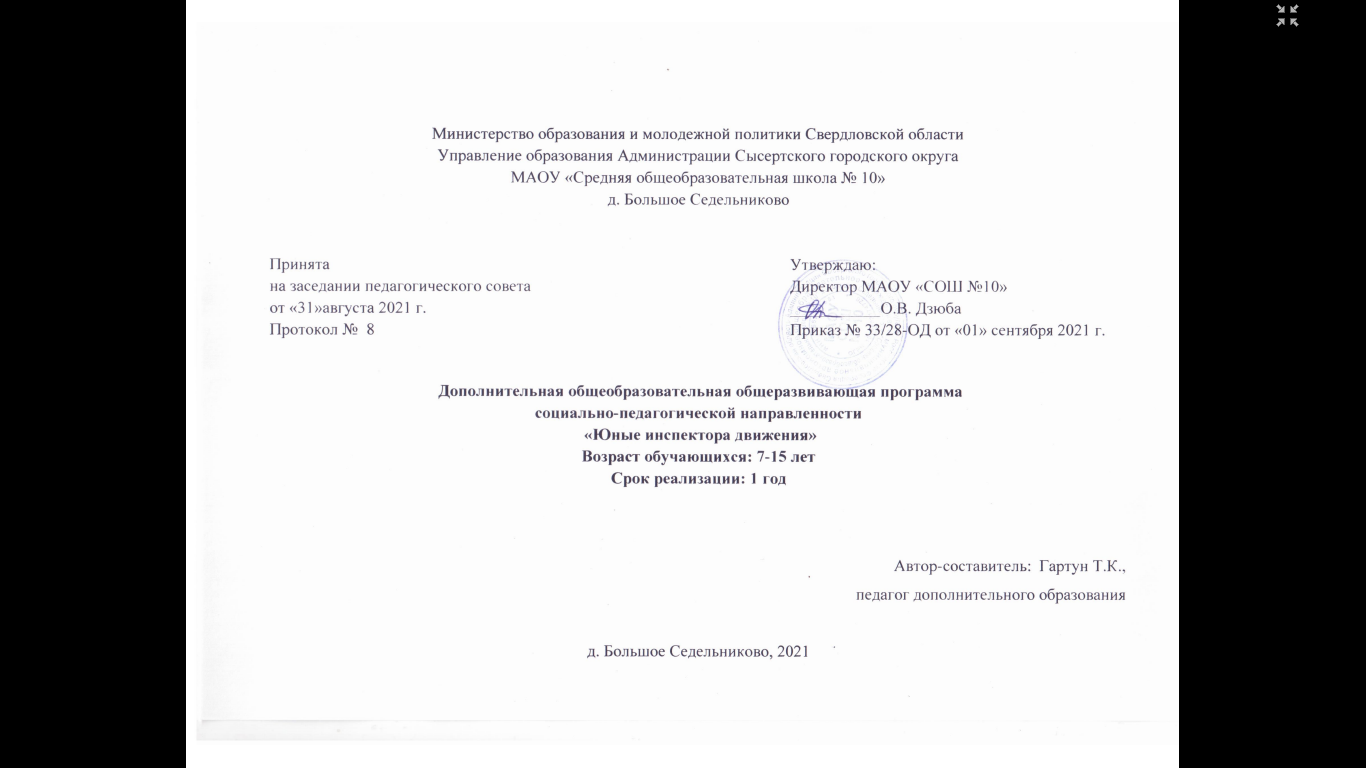 Министерство образования и молодежной политики Свердловской области
Управление образования Администрации Сысертского городского округа
МАОУ «Средняя общеобразовательная школа № 10»
д. Большое Седельниково
Принята
на заседании педагогического совета
от «31»августа 2021 г.
Протокол № 8
Утверждаю:
Директор МАОУ «СОШ №10»
___________О.В. Дзюба
Приказ № 33/28-ОД от «01» сентября 2021 г.
Дополнительная общеобразовательная общеразвивающая программа
социально-педагогической направленности
«Юные инспектора движения»
Возраст обучающихся: 7-15 лет
Срок реализации: 1 год
Автор-составитель: Гартун Т.К.,
педагог дополнительного образования
д. Большое Седельниково, 2021